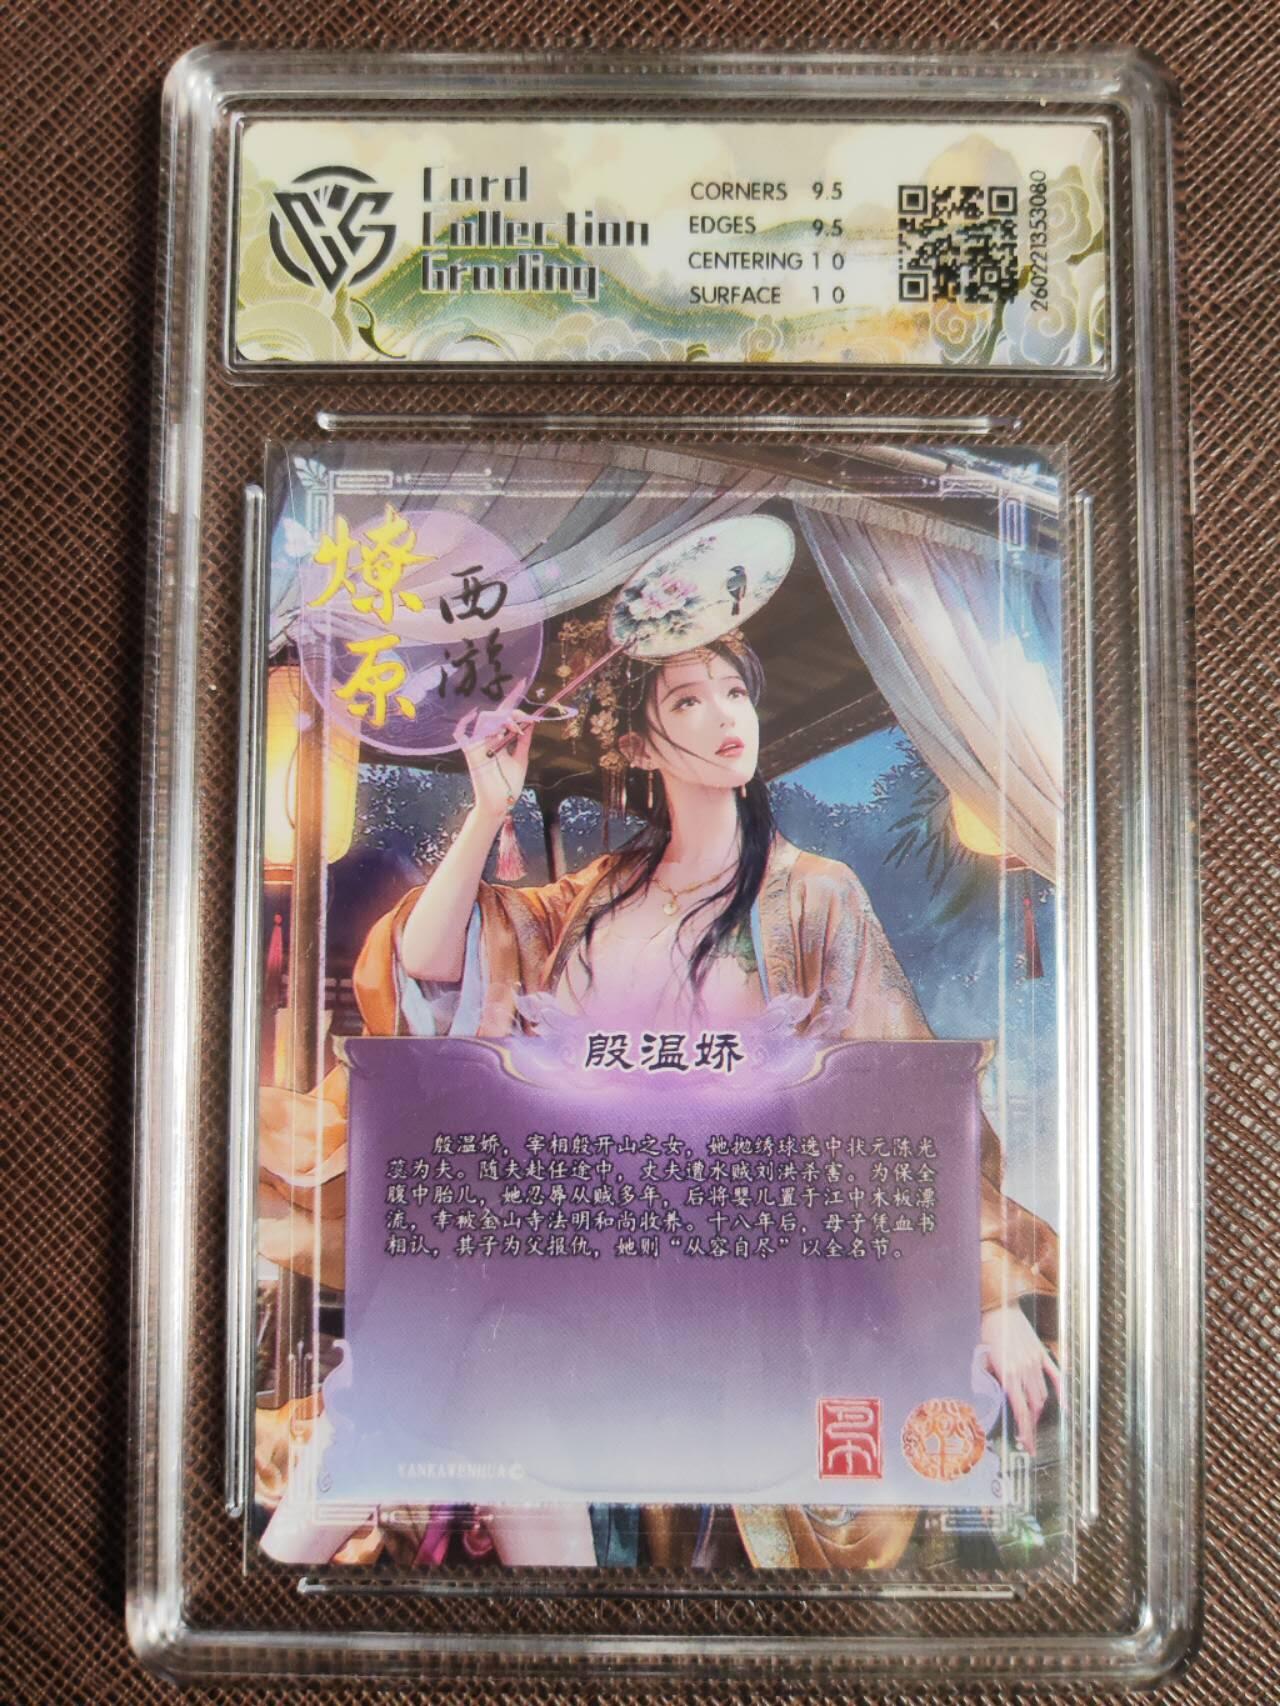 CCG
Card
Collection
Grading
CORNERS 9.5
EDGES 9.5
CENTERING 10
SURFACE 10
260221353080
燎原
西游
殷温娇
殷温娇，宰相殷开山之女，她抛绣球选中状元陈光
蕊为夫。随夫赴任途中，丈夫遭水贼刘洪杀害。为保全
腹中胎儿，她忍辱从贼多年，后将婴儿置于江中木板漂
流，幸被金山寺法明和尚收养。十八年后，母子凭血书
相认，其子为父报仇，她则“从容自尽”以全名节。
YANKAWENHUA©